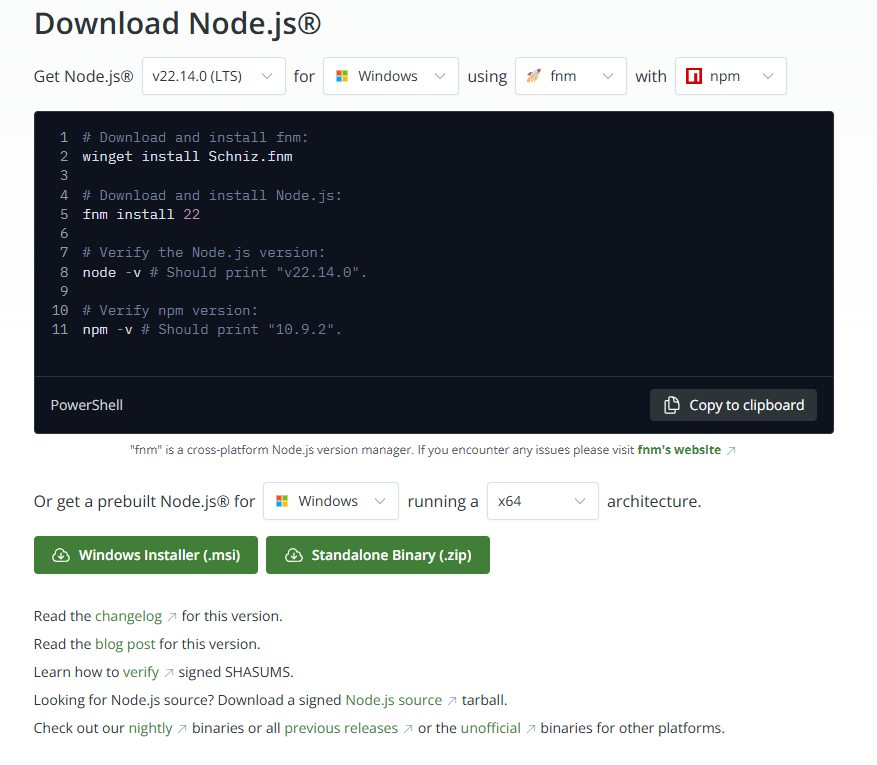 Download Node.js®
Get Node.js® v22.14.0 (LTS) for Windows using fnm with npm
1 # Download and install fnm:
2 winget install Schniz.fnm
3
4 # Download and install Node.js:
5 fnm install 22
6
7 # Verify the Node.js version:
8 node -v # Should print "v22.14.0".
9
10 # Verify npm version:
11 npm -v # Should print "10.9.2".
PowerShell Copy to clipboard
"fnm" is a cross-platform Node.js version manager. If you encounter any issues please visit fnm's website ↗
Or get a prebuilt Node.js® for Windows running a x64 architecture.
Windows Installer (.msi) Standalone Binary (.zip)
Read the changelog ↗ for this version.
Read the blog post for this version.
Learn how to verify ↗ signed SHASUMS.
Looking for Node.js source? Download a signed Node.js source ↗ tarball.
Check out our nightly ↗ binaries or all previous releases ↗ or the unofficial ↗ binaries for other platforms.